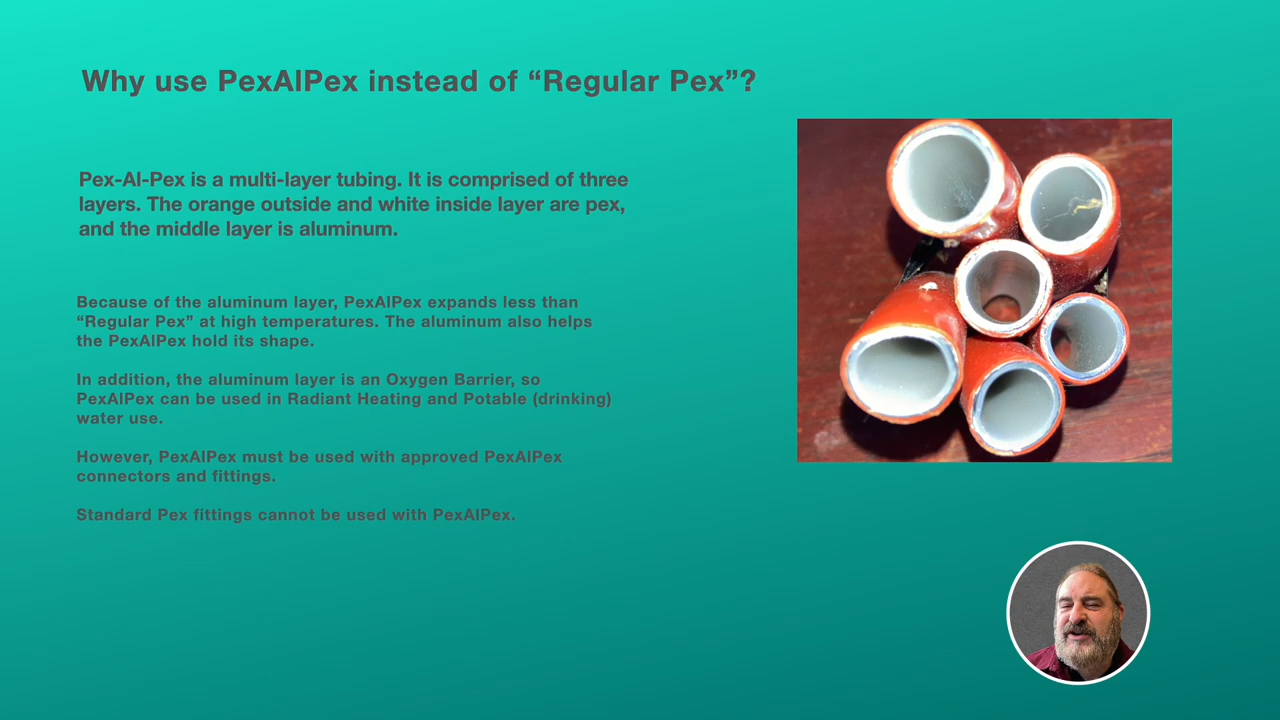 Why use PexAlPex instead of “Regular Pex”?
Pex-Al-Pex is a multi-layer tubing. It is comprised of three
layers. The orange outside and white inside layer are pex,
and the middle layer is aluminum.
Because of the aluminum layer, PexAlPex expands less than
“Regular Pex” at high temperatures. The aluminum also helps
the PexAlPex hold its shape.
In addition, the aluminum layer is an Oxygen Barrier, so
PexAlPex can be used in Radiant Heating and Potable (drinking)
water use.
However, PexAlPex must be used with approved PexAlPex
connectors and fittings.
Standard Pex fittings cannot be used with PexAlPex.